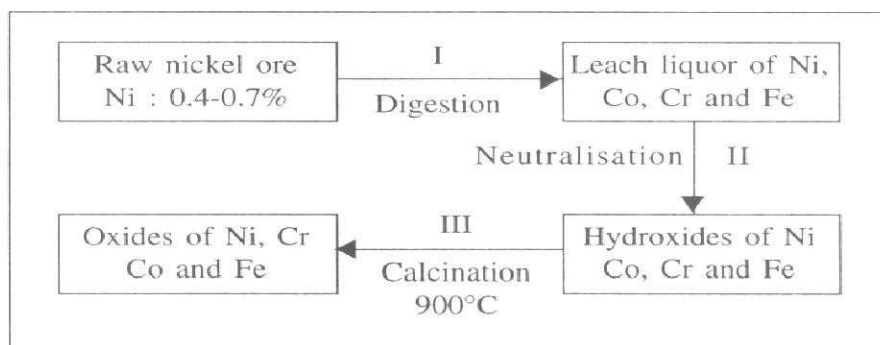 Raw nickel ore
Ni : 0.4-0.7%
I
Digestion
Leach liquor of Ni,
Co, Cr and Fe
Neutralisation II
Hydroxides of Ni
Co, Cr and Fe
III
Calcination
900°C
Oxides of Ni, Cr
Co and Fe